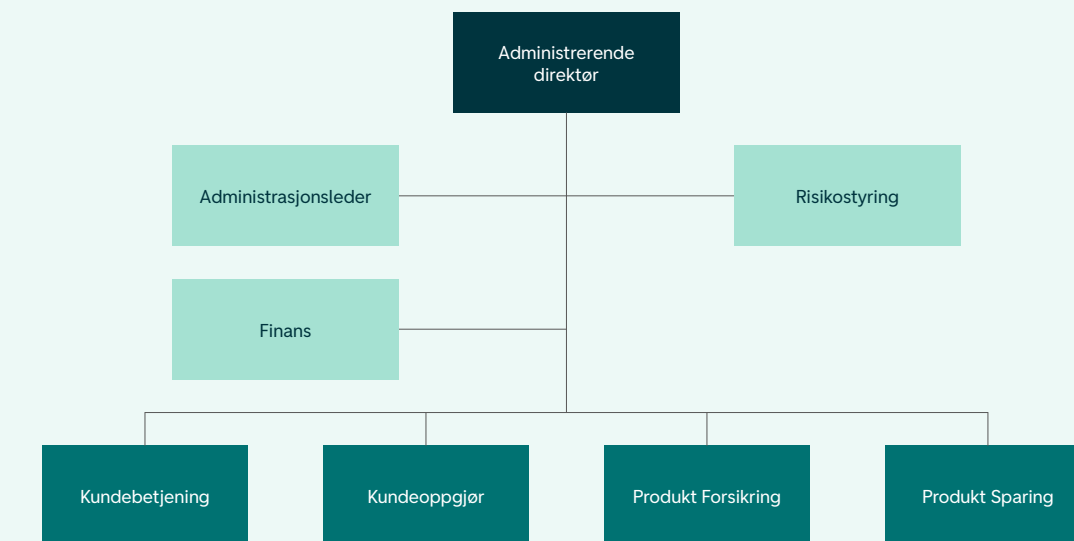 Administrerende
direktør
Administrasjonsleder
Risikostyring
Finans
Kundebetjening
Kundeoppgjør
Produkt Forsikring
Produkt Sparing